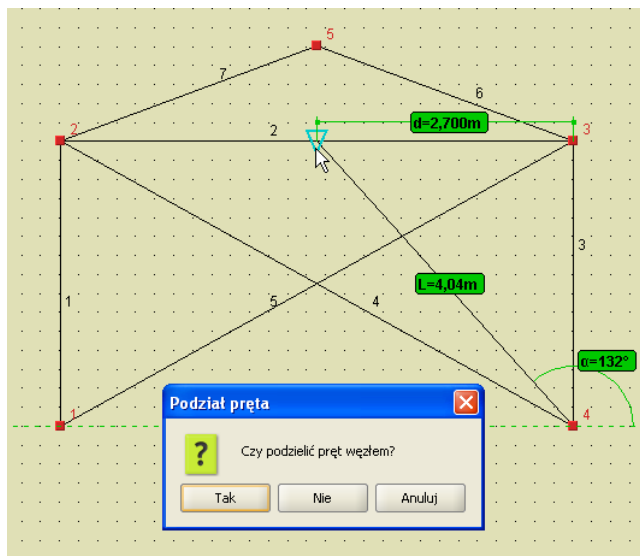 5
7
6
d=2,700m
2
2
3
3
L=4,04m
1
5
4
α=132°
1
4
Podział pręta
?
Czy podzielić pręt węzłem?
Tak
Nie
Anuluj